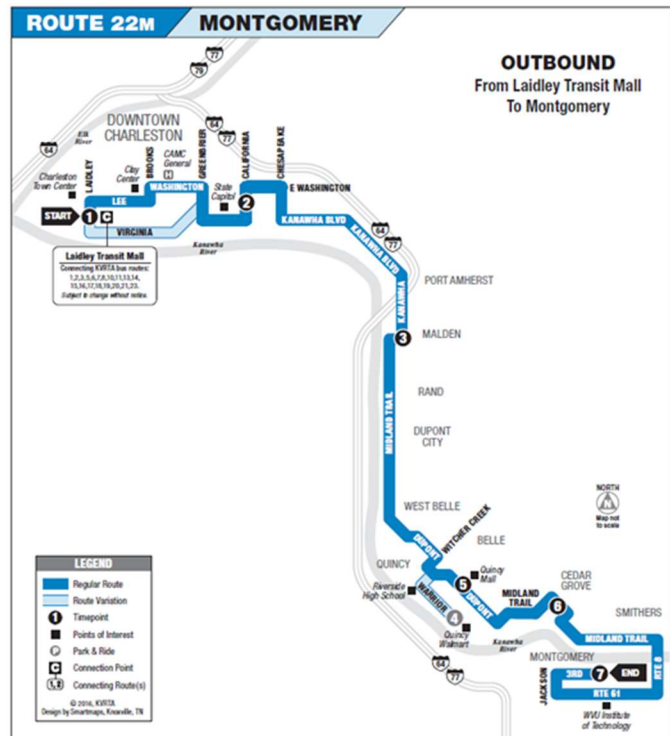 ROUTE 22M
MONTGOMERY
OUTBOUND
From Laidley Transit Mall
To Montgomery
77
79
64
DOWNTOWN
CHARLESTON
Elk
River
64
77
64
Charleston
Town Center
LAIDLEY
Clay
Center
BROOKS
CAMC
General
H
GREENBRIER
State
Capitol
CALIFORNIA
CHESAPEAKE
LEE
WASHINGTON
E WASHINGTON
START
1
C
VIRGINIA
2
KANAWHA BLVD
KANAWHA BLVD
64
77
Kanawha
River
Laidley Transit Mall
Connecting KVRTA bus routes:
1,2,3,5,6,7,8,10,11,13,14,
15,16,17,18,19,20,21,23.
Subject to change without notice.
PORT AMHERST
KANAWHA
3
MALDEN
RAND
MIDLAND TRAIL
DUPONT
CITY
WEST BELLE
NORTH
N
Map not
to scale
DUPONT
WITCHER CREEK
BELLE
QUINCY
Quincy
Mall
5
Riverside
High School
WARRIOR
DUPONT
MIDLAND
TRAIL
CEDAR
GROVE
6
4
Quincy
Walmart
SMITHERS
Kanawha
River
MIDLAND TRAIL
64
77
MONTGOMERY
RTE 6
JACKSON
3RD
7
END
RTE 61
WVU Institute
of Technology
LEGEND
Regular Route
Route Variation
1 Timepoint
Points of Interest
P Park & Ride
C Connection Point
1,2 Connecting Route(s)
© 2016, KVRTA
Design by Smartmaps, Knoxville, TN